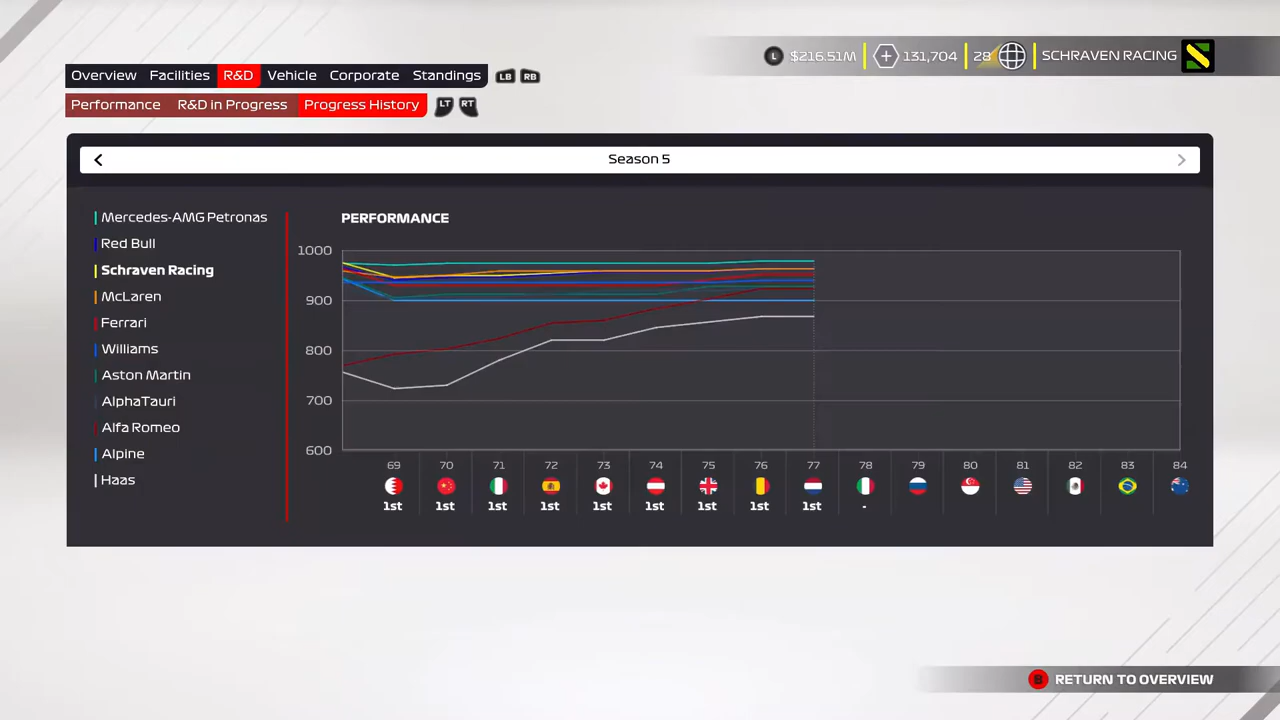 $216.51M 131,704 28 SCHRAVEN RACING
Overview Facilities R&D Vehicle Corporate Standings LB RB
Performance R&D in Progress Progress History LT RT
Season 5
Mercedes-AMG Petronas
Red Bull
Schraven Racing
McLaren
Ferrari
Williams
Aston Martin
AlphaTauri
Alfa Romeo
Alpine
Haas
PERFORMANCE
1000
900
800
700
600
69 70 71 72 73 74 75 76 77 78 79 80 81 82 83 84
1st 1st 1st 1st 1st 1st 1st 1st 1st -
B RETURN TO OVERVIEW